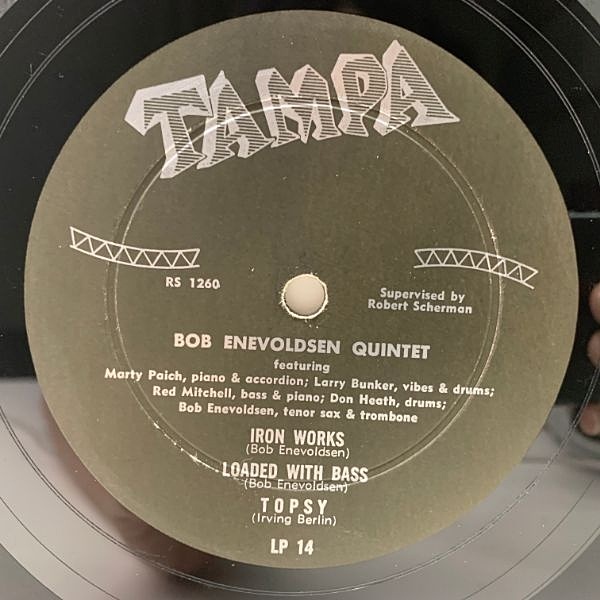 TAMPA
RS 1260
Supervised by
Robert Scherman
BOB ENEVOLDSEN QUINTET
featuring
Marty Paich, piano & accordion; Larry Bunker, vibes & drums;
Red Mitchell, bass & piano; Don Heath, drums;
Bob Enevoldsen, tenor sax & trombone
IRON WORKS
(Bob Enevoldsen)
LOADED WITH BASS
(Bob Enevoldsen)
TOPSY
(Irving Berlin)
LP 14